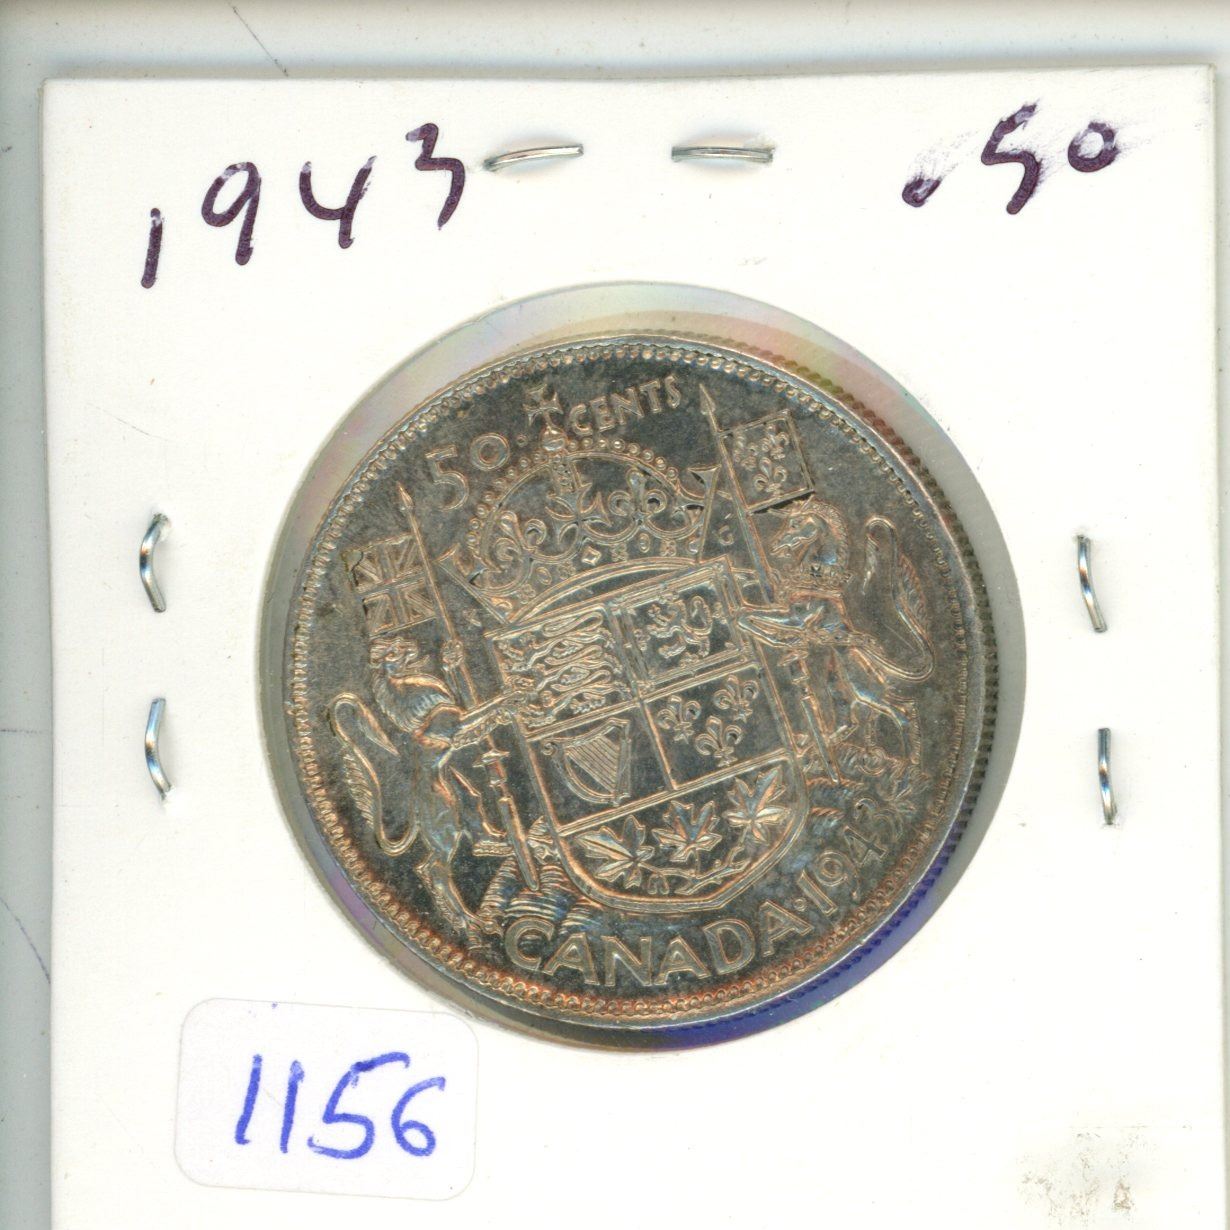 1943 .50
50 · CENTS
CANADA · 1943
1156